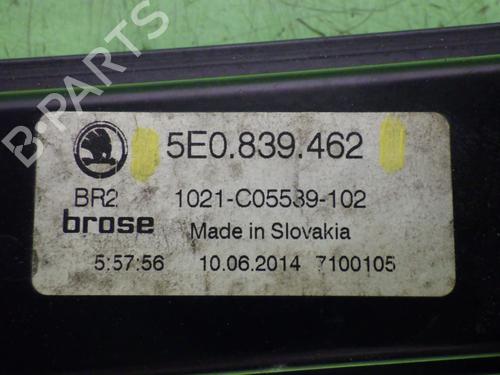 5E0.839.462
BR2 1021-C05539-102
brose Made in Slovakia
5:57:56 10.06.2014 7100105
B-PARTS